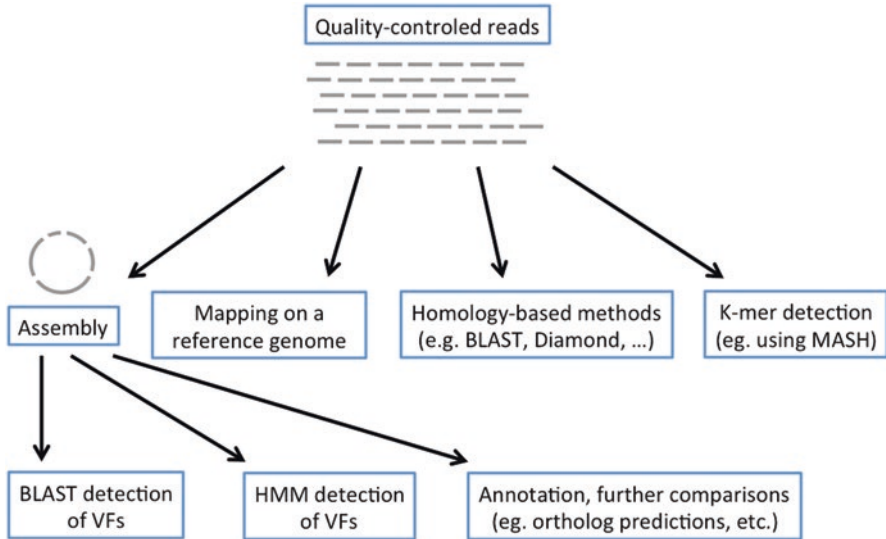 Quality-controled reads
Assembly
Mapping on a
reference genome
Homology-based methods
(e.g. BLAST, Diamond, ...)
K-mer detection
(eg. using MASH)
BLAST detection
of VFs
HMM detection
of VFs
Annotation, further comparisons
(eg. ortholog predictions, etc.)